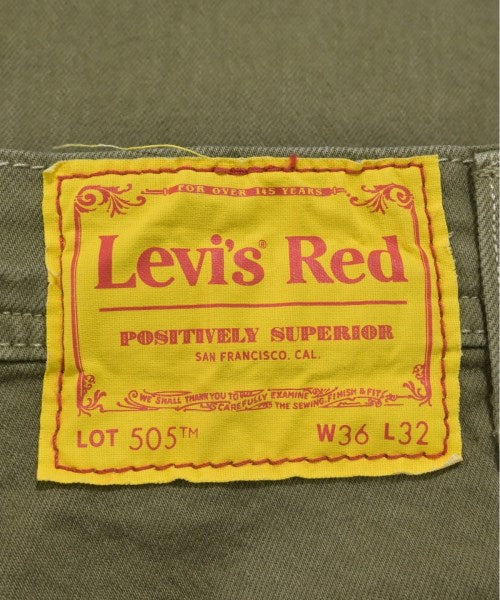 FOR OVER 145 YEARS
Levi's® Red
POSITIVELY SUPERIOR
SAN FRANCISCO. CAL.
WE SHALL THANK YOU TO CAREFULLY EXAMINE THE SEWING FINISH & FIT
LOT 505™ W36 L32